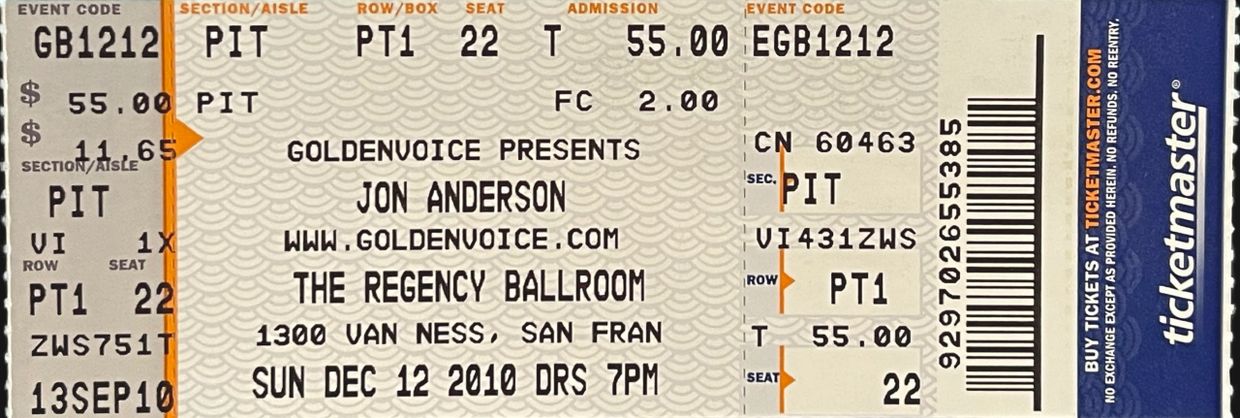 EVENT CODE
GB1212
$ 55.00
$ 11.65
SECTION/AISLE
PIT
VI 1X
ROW SEAT
PT1 22
ZWS751T
13SEP10
SECTION/AISLE ROW/BOX SEAT ADMISSION
PIT PT1 22 T 55.00
PIT FC 2.00
GOLDENVOICE PRESENTS
JON ANDERSON
WWW.GOLDENVOICE.COM
THE REGENCY BALLROOM
1300 VAN NESS, SAN FRAN
SUN DEC 12 2010 DRS 7PM
EVENT CODE
EGB1212
CN 60463
SEC. PIT
VI431ZWS
ROW PT1
T 55.00
SEAT 22
929702655385
BUY TICKETS AT TICKETMASTER.COM
NO EXCHANGE EXCEPT AS PROVIDED HEREIN. NO REFUNDS. NO REENTRY.
ticketmaster®